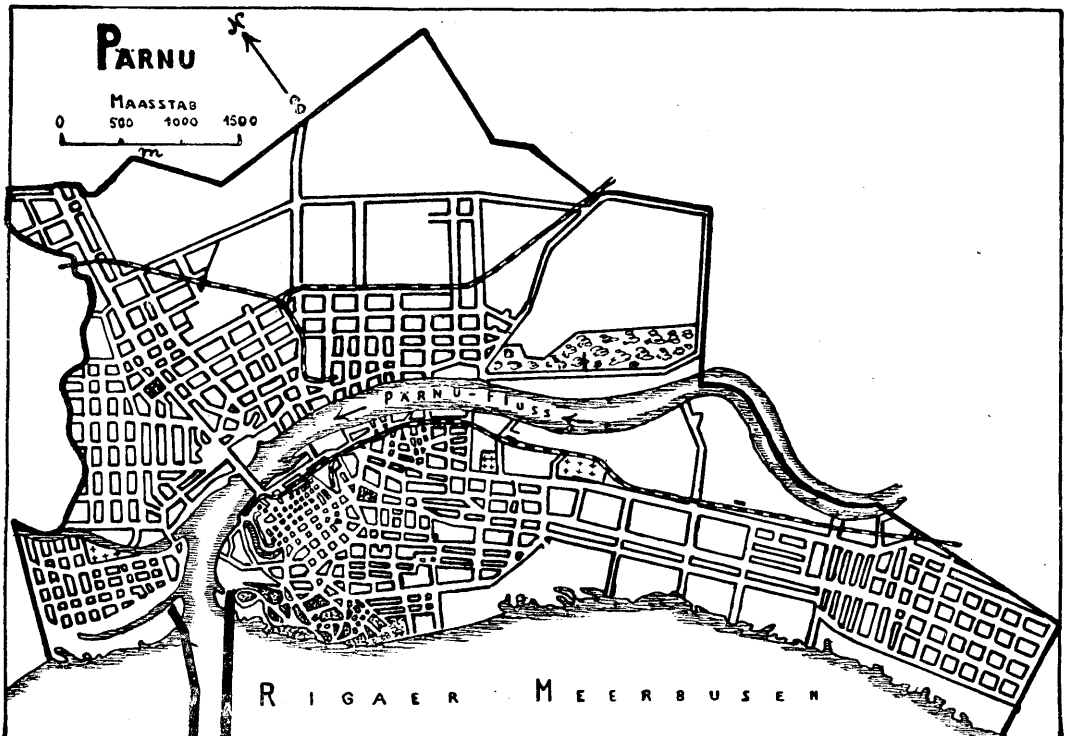 PÄRNU
N
MAASSTAB
0 500 1000 1500
m
PÄRNU-FLUSS
RIGAER MEERBUSEN